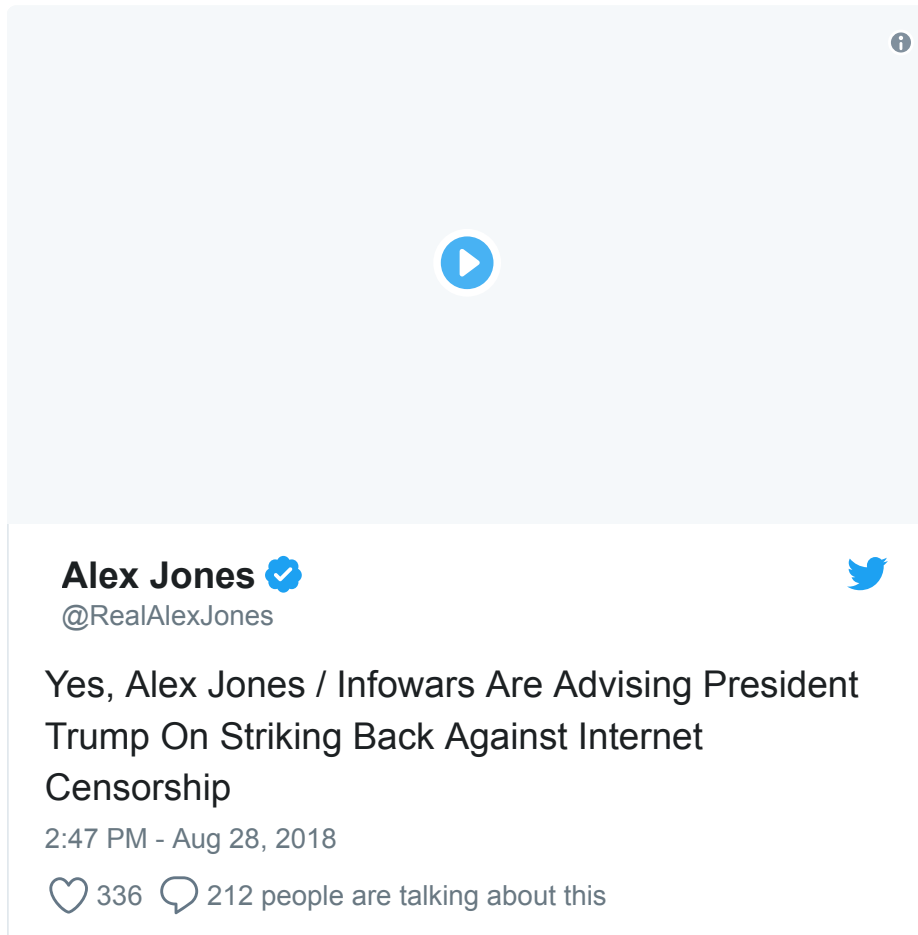 Alex Jones
@RealAlexJones
Yes, Alex Jones / Infowars Are Advising President
Trump On Striking Back Against Internet
Censorship
2:47 PM - Aug 28, 2018
336 212 people are talking about this